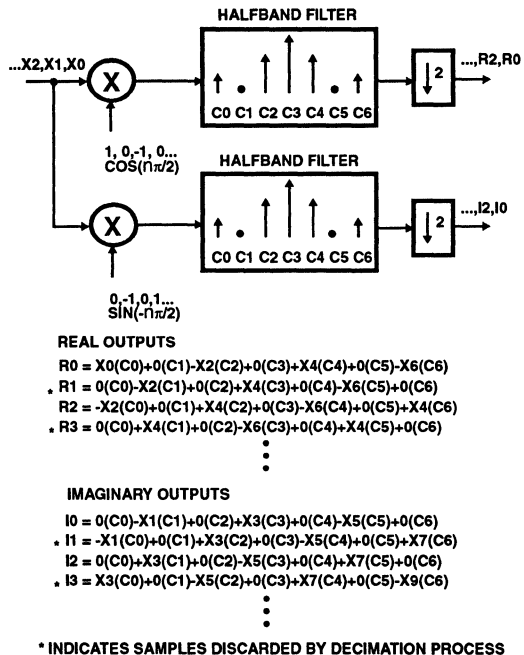 HALFBAND FILTER
...X2,X1,X0
X
C0 C1 C2 C3 C4 C5 C6
↓ 2
...,R2,R0
1, 0,-1, 0...
COS(nπ/2)
HALFBAND FILTER
X
C0 C1 C2 C3 C4 C5 C6
↓ 2
...,I2,I0
0,-1,0,1...
SIN(-nπ/2)
REAL OUTPUTS
R0 = X0(C0)+0(C1)-X2(C2)+0(C3)+X4(C4)+0(C5)-X6(C6)
* R1 = 0(C0)-X2(C1)+0(C2)+X4(C3)+0(C4)-X6(C5)+0(C6)
R2 = -X2(C0)+0(C1)+X4(C2)+0(C3)-X6(C4)+0(C5)+X4(C6)
* R3 = 0(C0)+X4(C1)+0(C2)-X6(C3)+0(C4)+X4(C5)+0(C6)
IMAGINARY OUTPUTS
I0 = 0(C0)-X1(C1)+0(C2)+X3(C3)+0(C4)-X5(C5)+0(C6)
* I1 = -X1(C0)+0(C1)+X3(C2)+0(C3)-X5(C4)+0(C5)+X7(C6)
I2 = 0(C0)+X3(C1)+0(C2)-X5(C3)+0(C4)+X7(C5)+0(C6)
* I3 = X3(C0)+0(C1)-X5(C2)+0(C3)+X7(C4)+0(C5)-X9(C6)
* INDICATES SAMPLES DISCARDED BY DECIMATION PROCESS